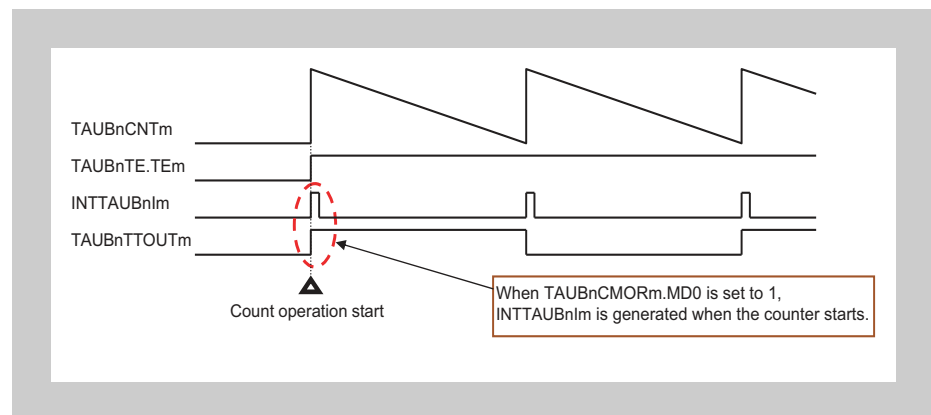 TAUBnCNTm
TAUBnTE.TEm
INTTAUBnIm
TAUBnTTOUTm
Count operation start
When TAUBnCMORm.MD0 is set to 1,
INTTAUBnIm is generated when the counter starts.